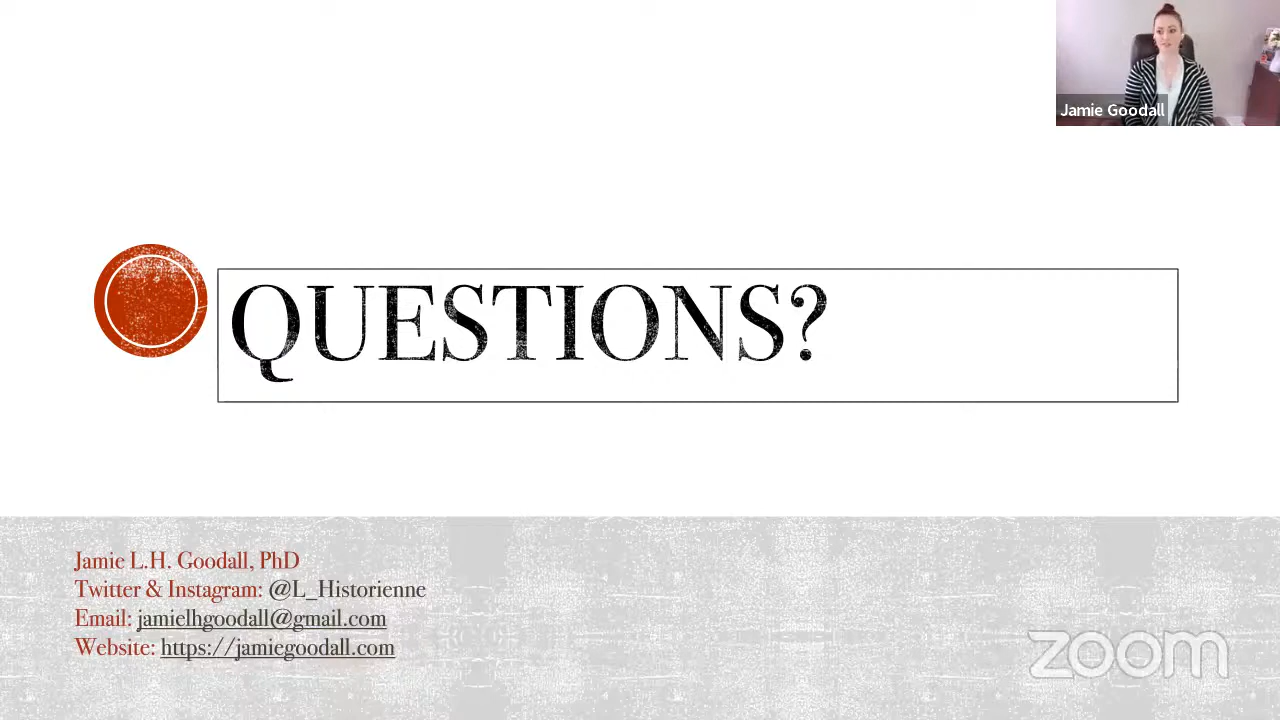 Jamie Goodall
QUESTIONS?
Jamie L.H. Goodall, PhD
Twitter & Instagram: @L_Historienne
Email: jamielhgoodall@gmail.com
Website: https://jamiegoodall.com
zoom